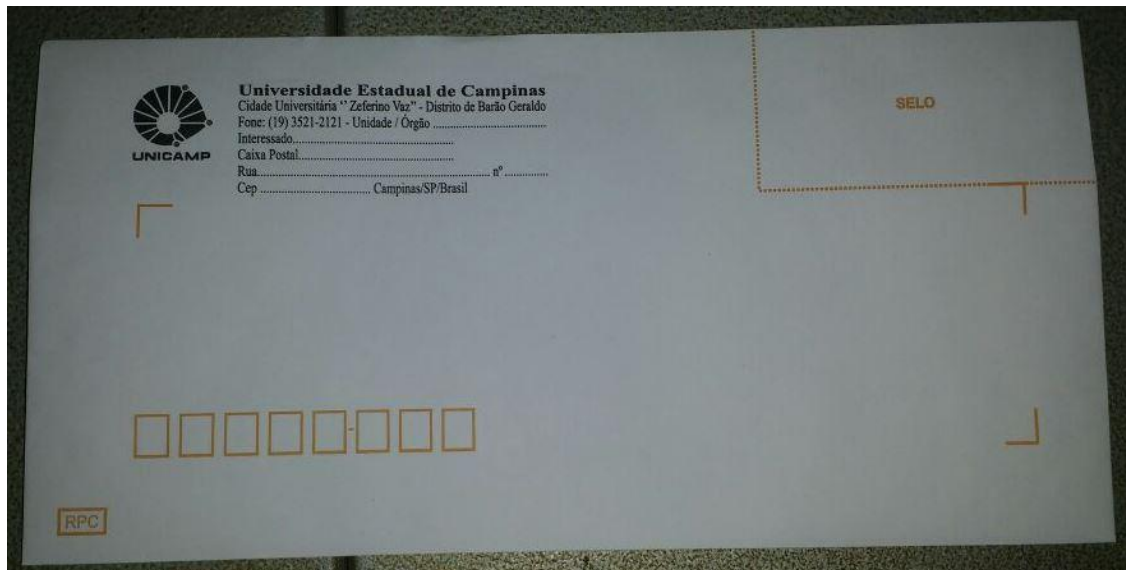 Universidade Estadual de Campinas
Cidade Universitária '' Zeferino Vaz" - Distrito de Barão Geraldo
Fone: (19) 3521-2121 - Unidade / Órgão ........................................
Interessado........................................................
Caixa Postal.......................................................
Rua.................................................................................... nº ...............
Cep ....................................... Campinas/SP/Brasil
UNICAMP
SELO
-
RPC